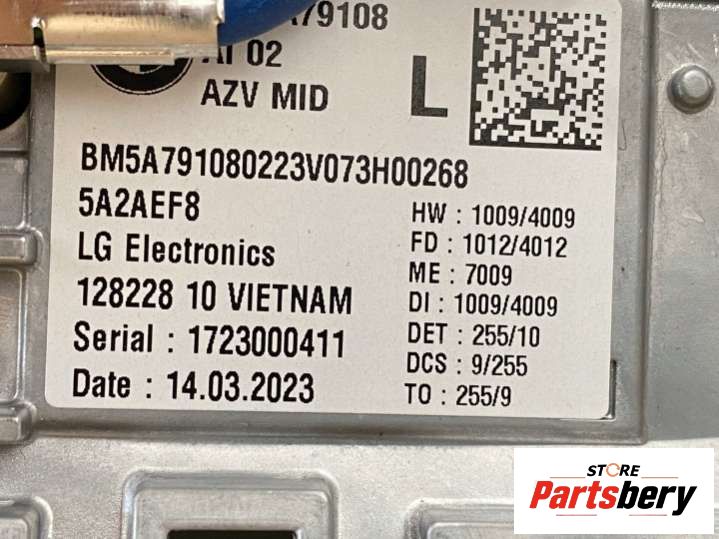 79108
AI 02
AZV MID
L
BM5A791080223V073H00268
5A2AEF8
LG Electronics
128228 10 VIETNAM
Serial : 1723000411
Date : 14.03.2023
HW : 1009/4009
FD : 1012/4012
ME : 7009
DI : 1009/4009
DET : 255/10
DCS : 9/255
TO : 255/9
STORE
Partsbery